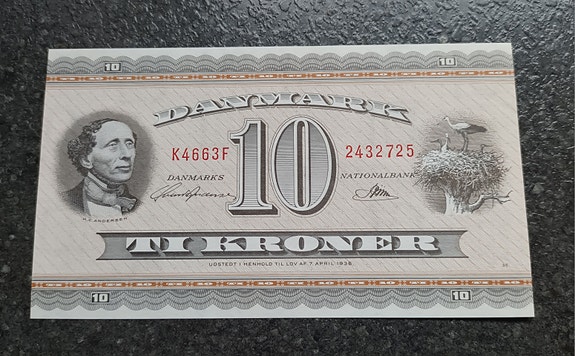 10 10
DANMARK
K4663F 10 2432725
DANMARKS NATIONALBANK
H.C. ANDERSEN
TI KRONER
UDSTEDT I HENHOLD TIL LOV AF 7. APRIL 1936
10 10